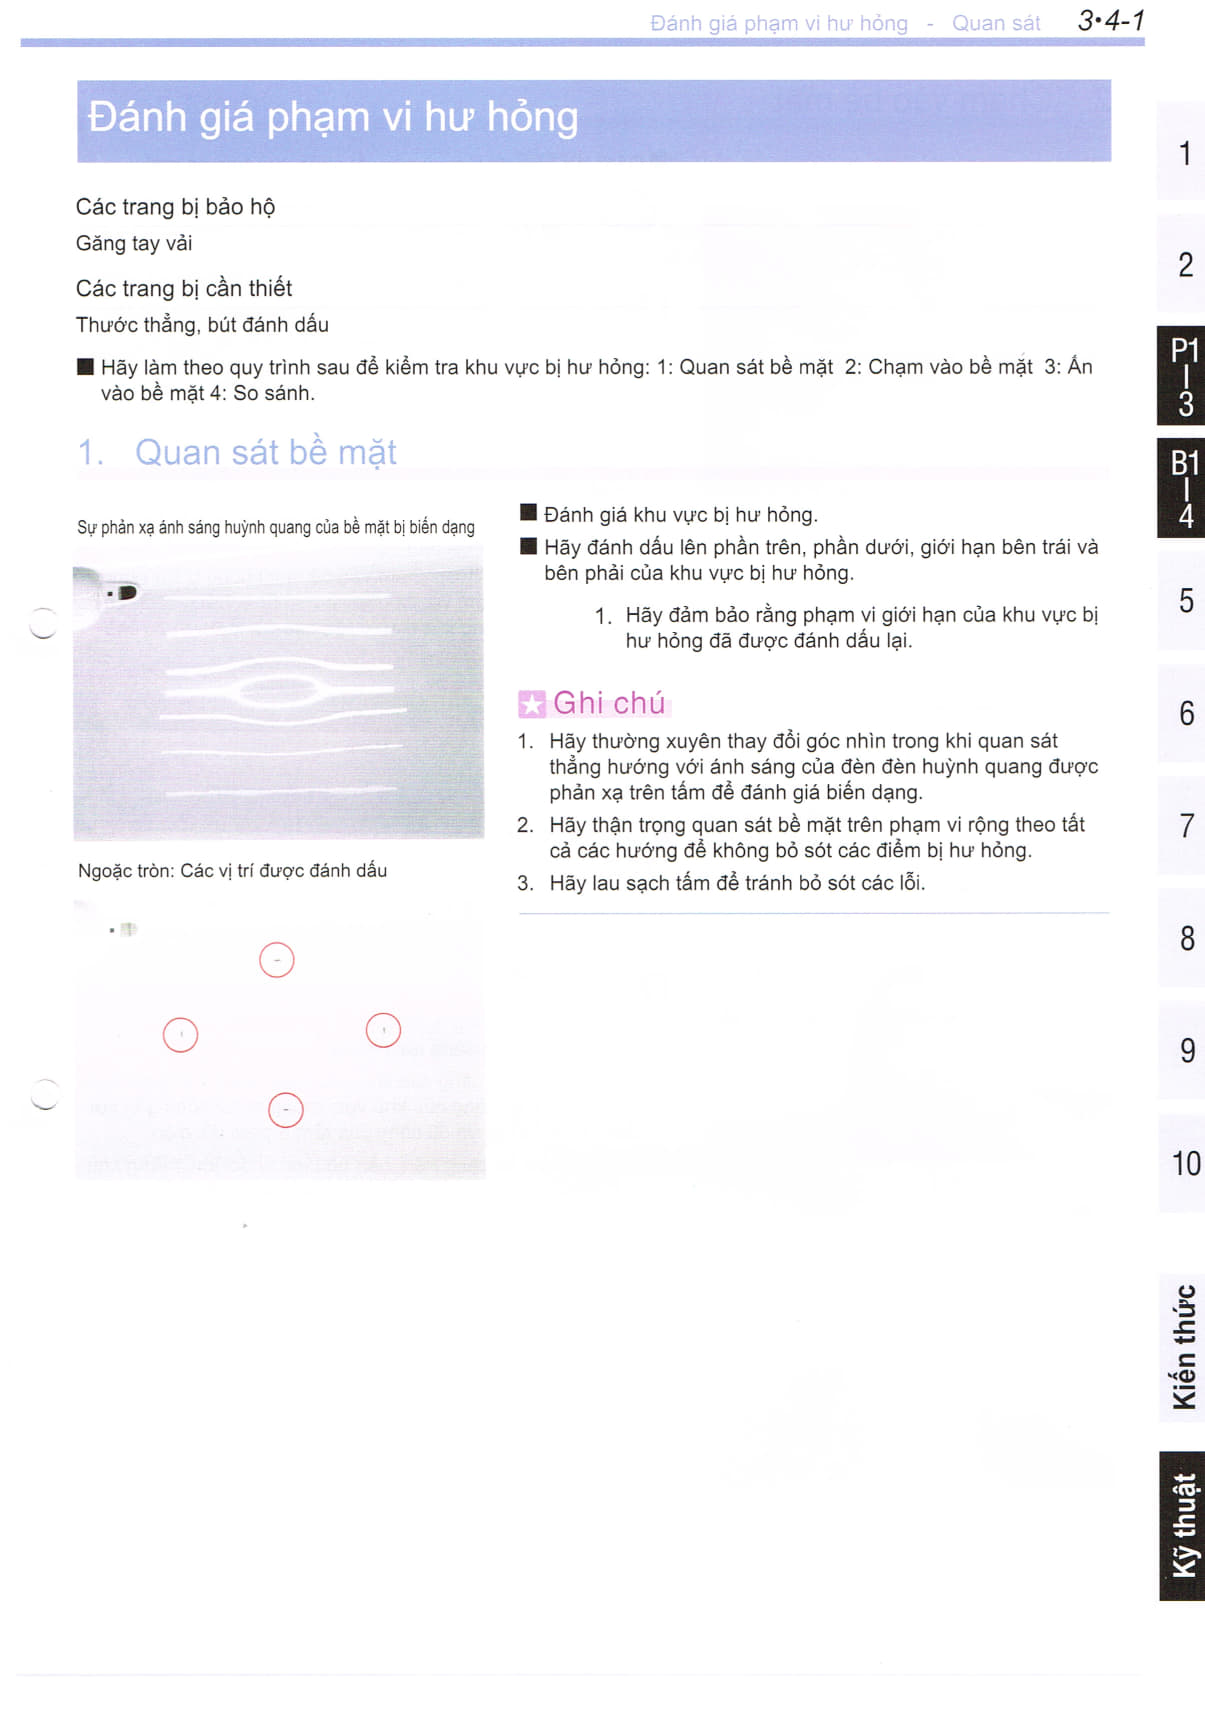 Đánh giá phạm vi hư hỏng - Quan sát 3•4-1
Đánh giá phạm vi hư hỏng
Các trang bị bảo hộ
Găng tay vải
Các trang bị cần thiết
Thước thẳng, bút đánh dấu
■ Hãy làm theo quy trình sau để kiểm tra khu vực bị hư hỏng: 1: Quan sát bề mặt 2: Chạm vào bề mặt 3: Ấn
vào bề mặt 4: So sánh.
1. Quan sát bề mặt
Sự phản xạ ánh sáng huỳnh quang của bề mặt bị biến dạng
Ngoặc tròn: Các vị trí được đánh dấu
■ Đánh giá khu vực bị hư hỏng.
■ Hãy đánh dấu lên phần trên, phần dưới, giới hạn bên trái và
bên phải của khu vực bị hư hỏng.
1. Hãy đảm bảo rằng phạm vi giới hạn của khu vực bị
hư hỏng đã được đánh dấu lại.
★ Ghi chú
1. Hãy thường xuyên thay đổi góc nhìn trong khi quan sát
thẳng hướng với ánh sáng của đèn đèn huỳnh quang được
phản xạ trên tấm để đánh giá biến dạng.
2. Hãy thận trọng quan sát bề mặt trên phạm vi rộng theo tất
cả các hướng để không bỏ sót các điểm bị hư hỏng.
3. Hãy lau sạch tấm để tránh bỏ sót các lỗi.
1
2
P1
|
3
B1
|
4
5
6
7
8
9
10
Kiến thức
Kỹ thuật